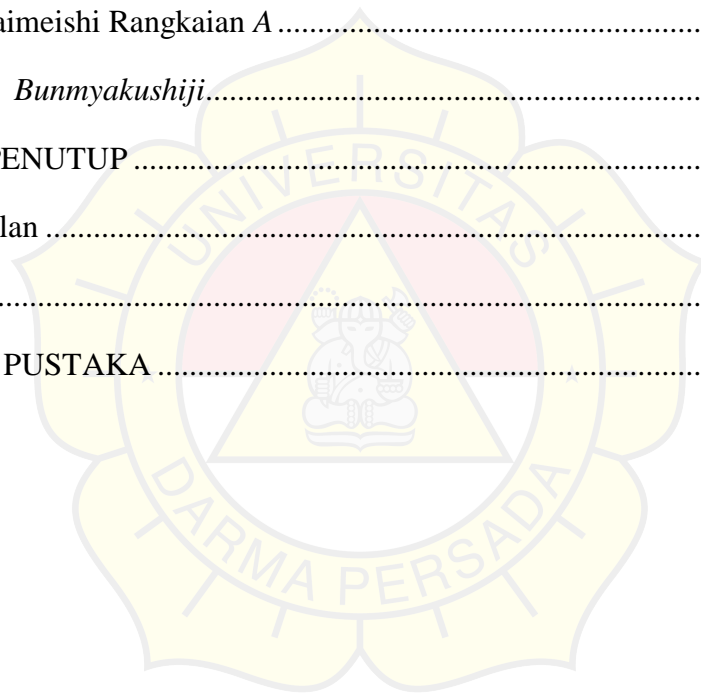 aimeishi Rangkaian A ....................................................
Bunmyakushiji.............................................................
PENUTUP ......................................................................
lan .................................................................................
.......................................................................................
PUSTAKA ....................................................................
UNIVERSITAS
DARMA PERSADA